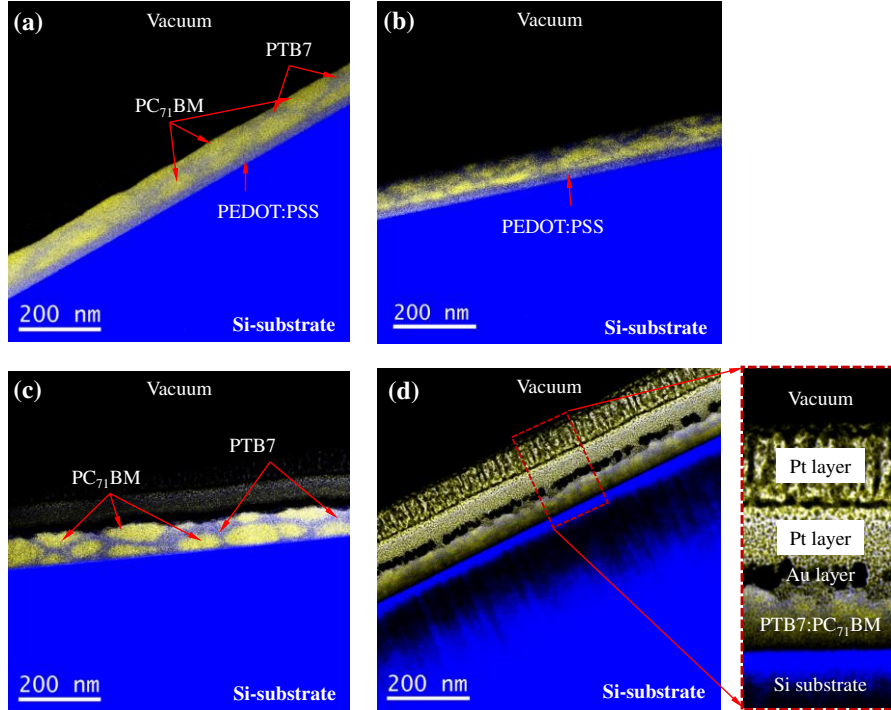 (a)
Vacuum
PTB7
PC₇₁BM
PEDOT:PSS
200 nm
Si-substrate
(b)
Vacuum
PEDOT:PSS
200 nm
Si-substrate
(c)
Vacuum
PTB7
PC₇₁BM
200 nm
Si-substrate
(d)
Vacuum
200 nm
Si-substrate
Vacuum
Pt layer
Pt layer
Au layer
PTB7:PC₇₁BM
Si substrate